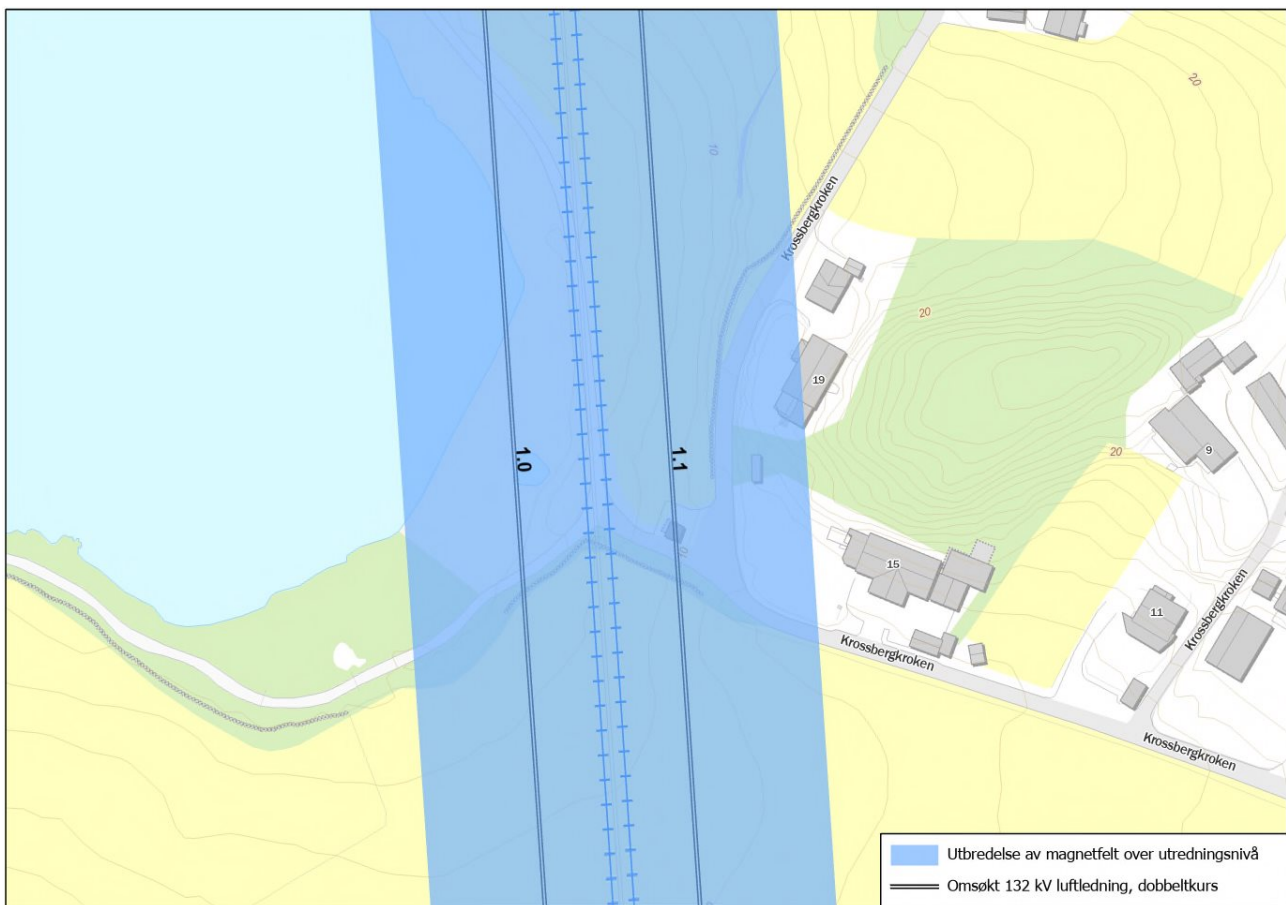 20
10
Krossbergkroken
20
19
1.0
1.1
20
9
15
11
Krossbergkroken
Krossbergkroken
Krossbergkroken
Utbredelse av magnetfelt over utredningsnivå
Omsøkt 132 kV luftledning, dobbeltkurs